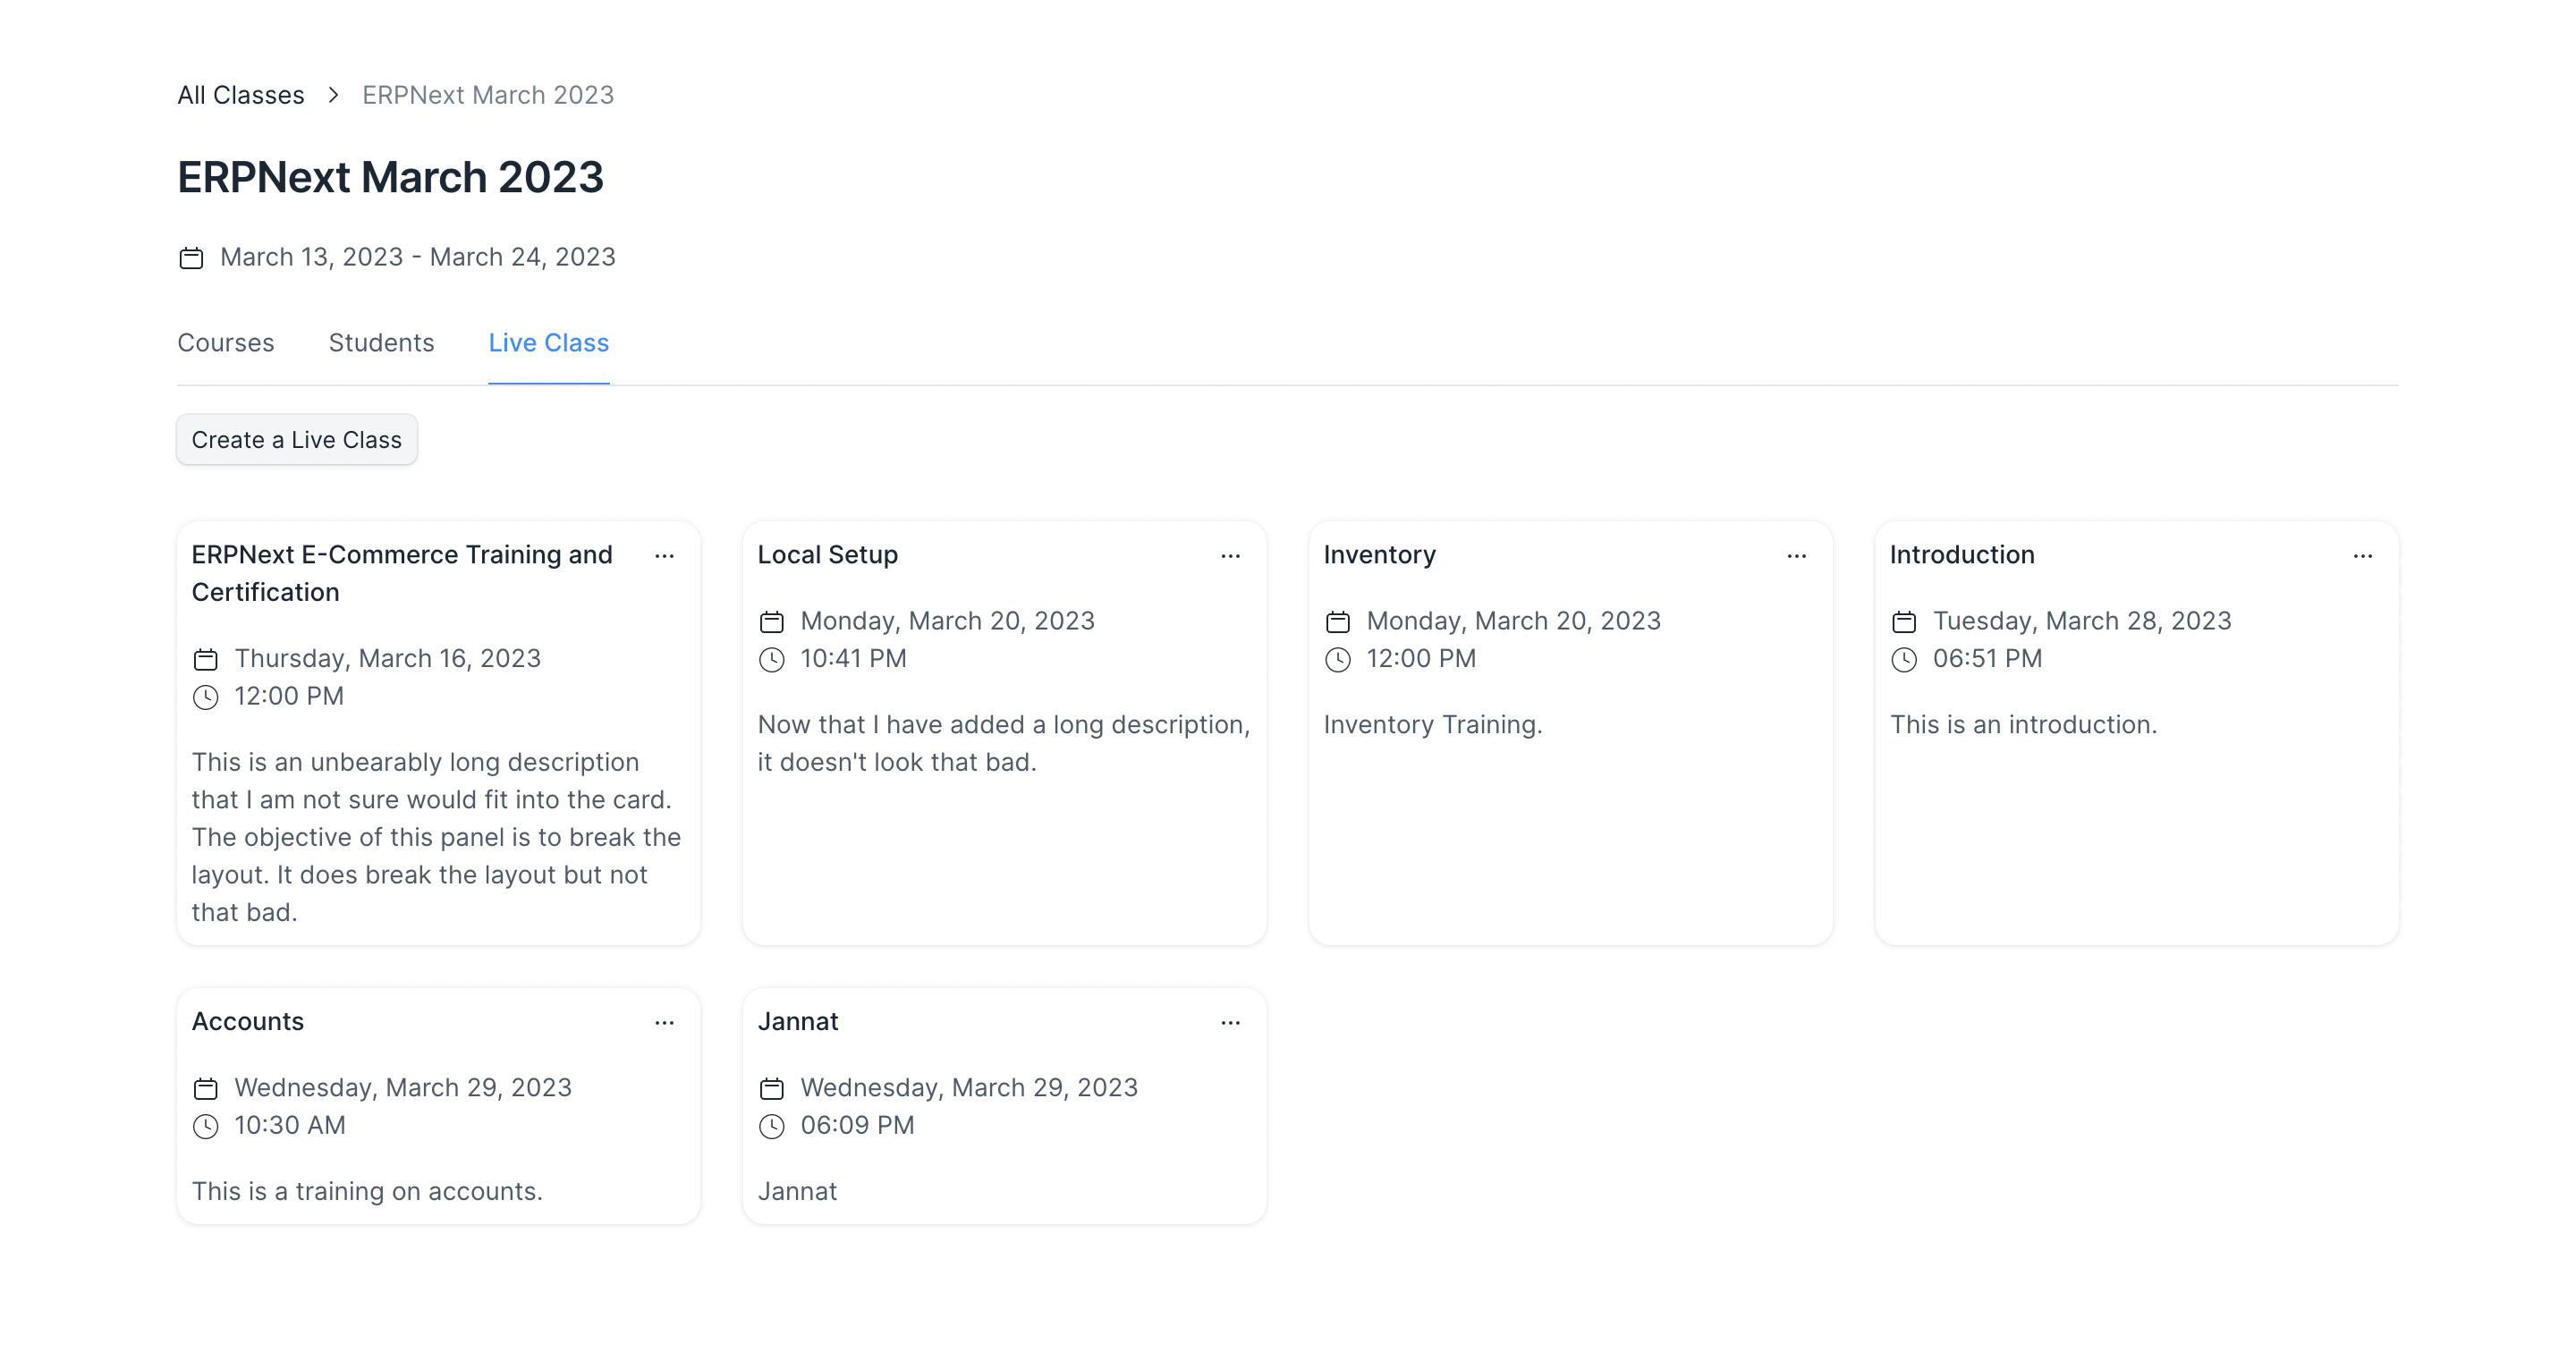 All Classes > ERPNext March 2023
ERPNext March 2023
March 13, 2023 - March 24, 2023
Courses Students Live Class
Create a Live Class
ERPNext E-Commerce Training and
Certification
Thursday, March 16, 2023
12:00 PM
This is an unbearably long description
that I am not sure would fit into the card.
The objective of this panel is to break the
layout. It does break the layout but not
that bad.
Local Setup
Monday, March 20, 2023
10:41 PM
Now that I have added a long description,
it doesn't look that bad.
Inventory
Monday, March 20, 2023
12:00 PM
Inventory Training.
Introduction
Tuesday, March 28, 2023
06:51 PM
This is an introduction.
Accounts
Wednesday, March 29, 2023
10:30 AM
This is a training on accounts.
Jannat
Wednesday, March 29, 2023
06:09 PM
Jannat